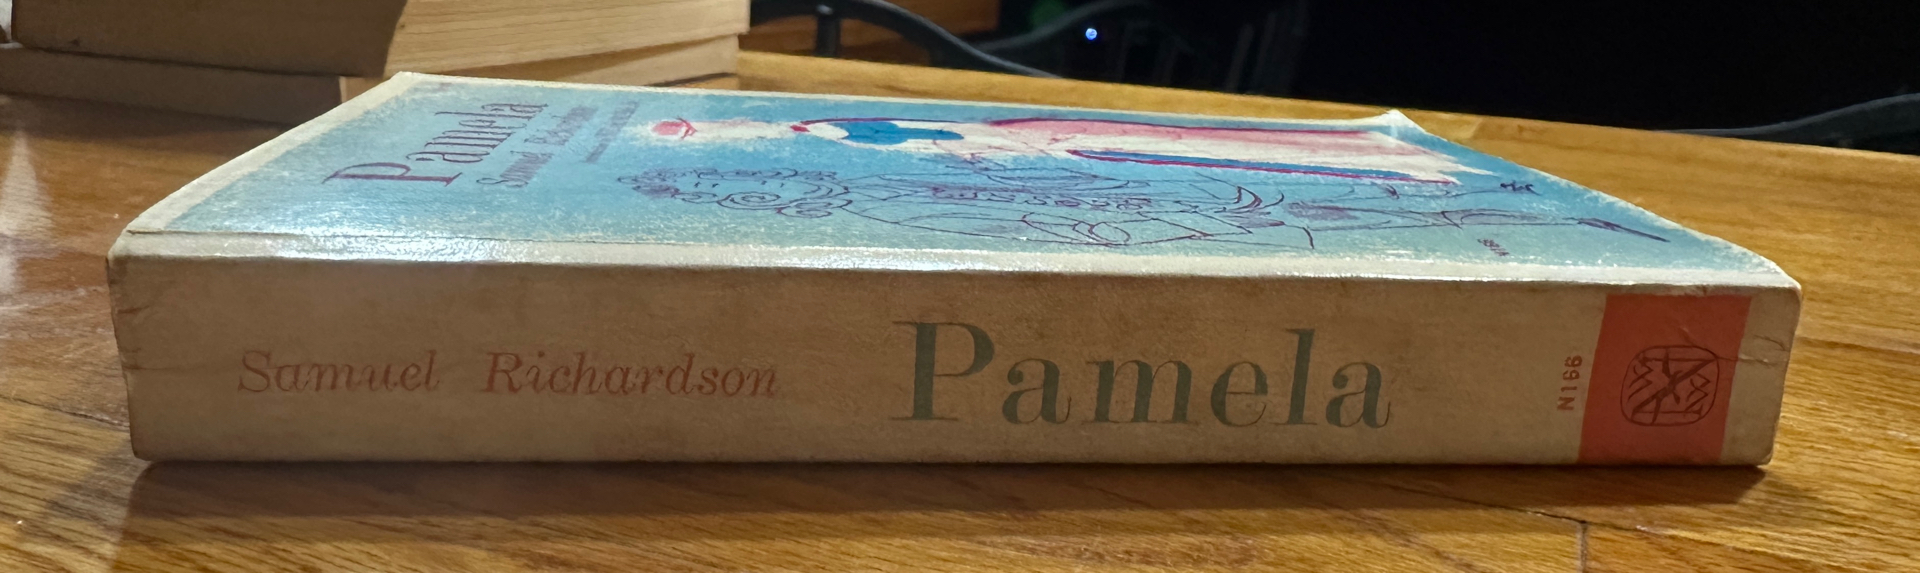 Pamela
Samuel Richardson
Samuel Richardson
Pamela
N166